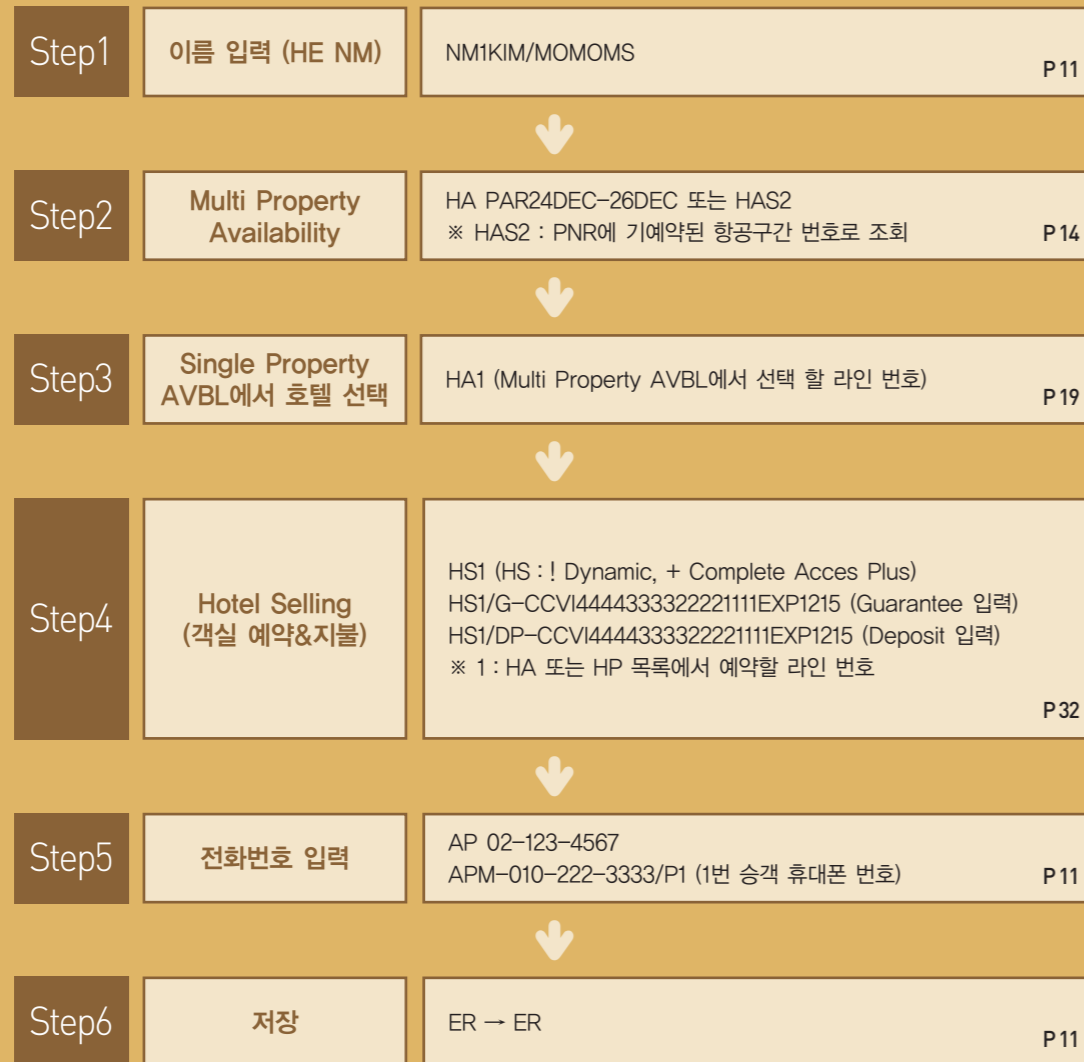 Step1
이름 입력 (HE NM)
NM1KIM/MOMOMS
P 11
Step2
Multi Property
Availability
HA PAR24DEC-26DEC 또는 HAS2
※ HAS2 : PNR에 기예약된 항공구간 번호로 조회
P 14
Step3
Single Property
AVBL에서 호텔 선택
HA1 (Multi Property AVBL에서 선택 할 라인 번호)
P 19
Step4
Hotel Selling
(객실 예약&지불)
HS1 (HS : ! Dynamic, + Complete Acces Plus)
HS1/G-CCVI4444333322221111EXP1215 (Guarantee 입력)
HS1/DP-CCVI4444333322221111EXP1215 (Deposit 입력)
※ 1 : HA 또는 HP 목록에서 예약할 라인 번호
P 32
Step5
전화번호 입력
AP 02-123-4567
APM-010-222-3333/P1 (1번 승객 휴대폰 번호)
P 11
Step6
저장
ER → ER
P 11